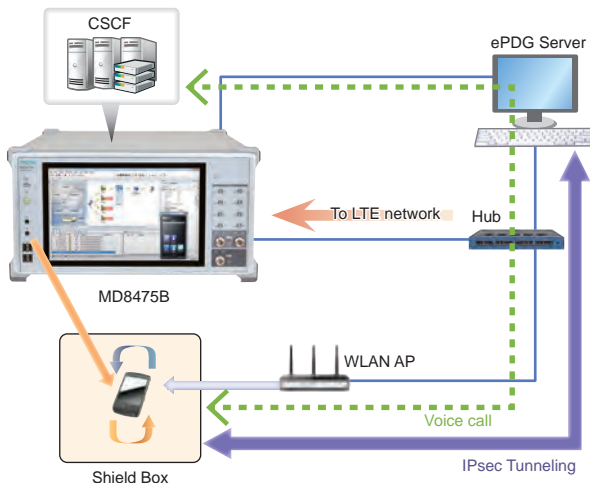 CSCF
ePDG Server
To LTE network
Hub
MD8475B
WLAN AP
Voice call
IPsec Tunneling
Shield Box